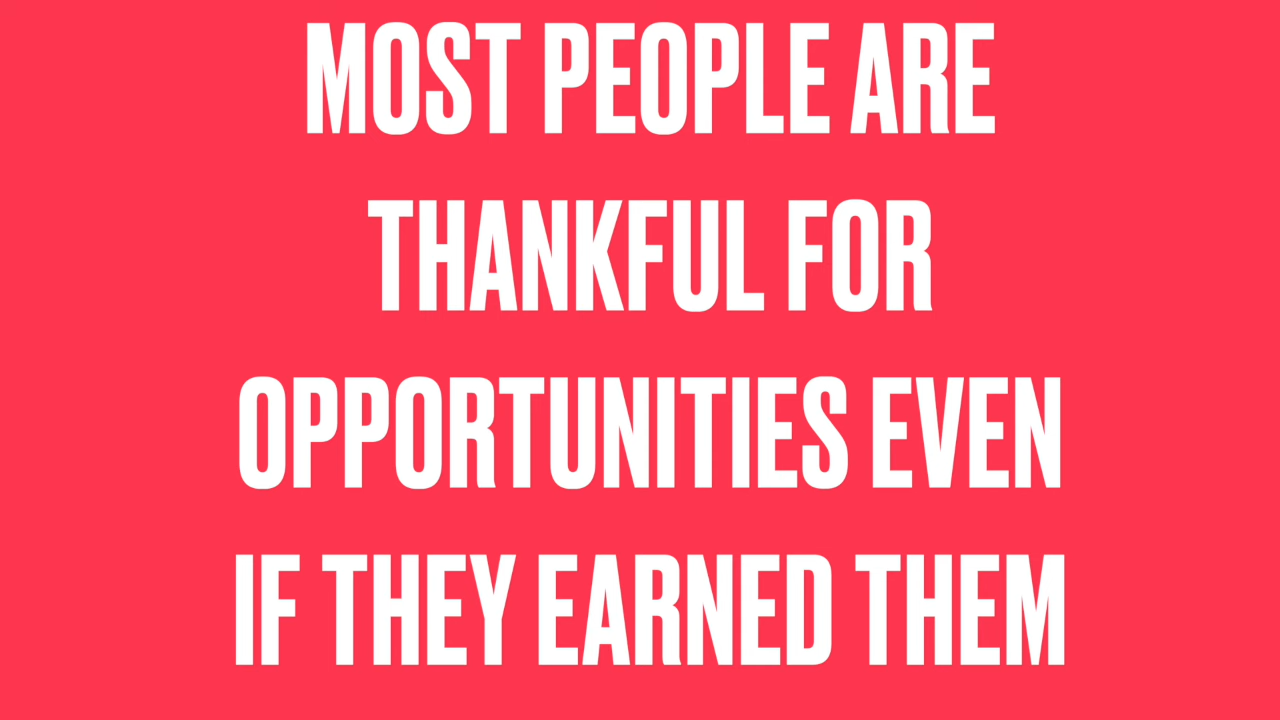 MOST PEOPLE ARE
THANKFUL FOR
OPPORTUNITIES EVEN
IF THEY EARNED THEM